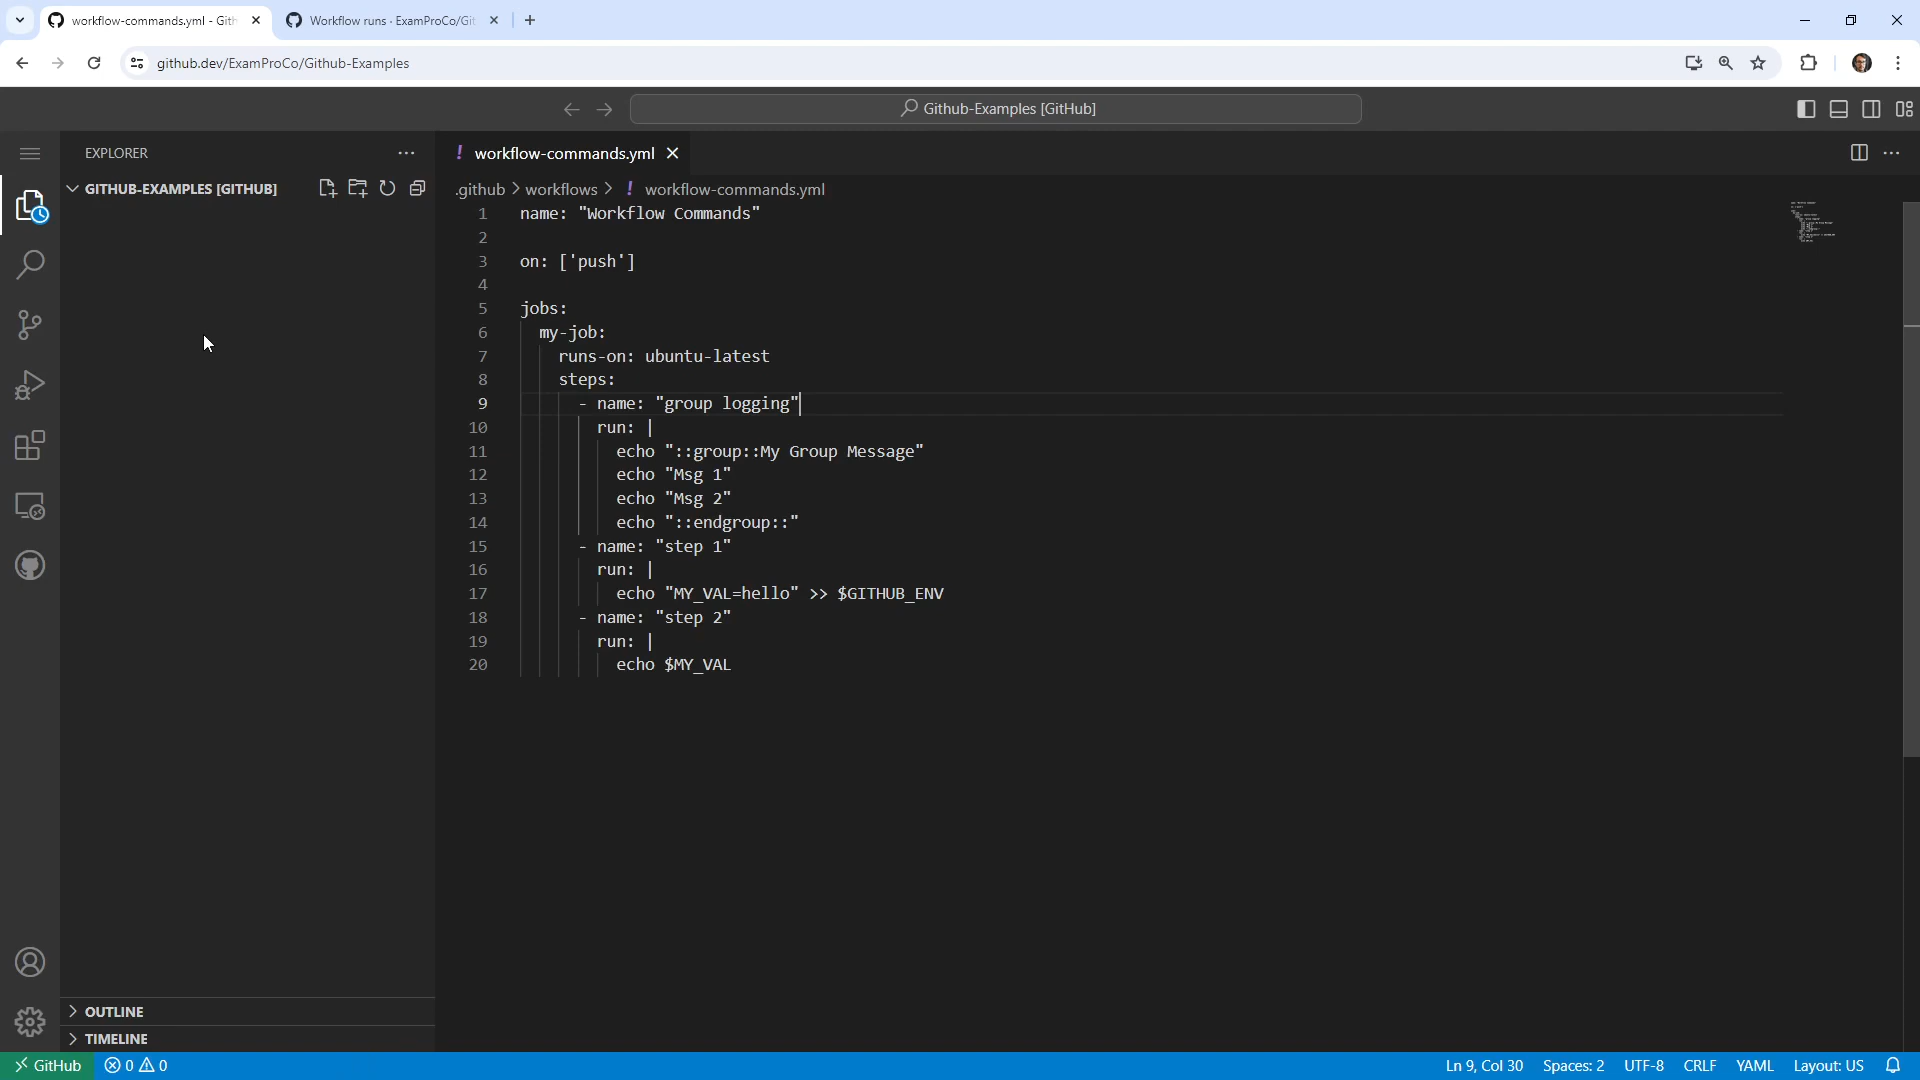 workflow-commands.yml - Gith
Workflow runs · ExamProCo/Git
github.dev/ExamProCo/Github-Examples
Github-Examples [GitHub]
EXPLORER
GITHUB-EXAMPLES [GITHUB]
! workflow-commands.yml
.github > workflows > ! workflow-commands.yml
1 name: "Workflow Commands"
2
3 on: ['push']
4
5 jobs:
6 my-job:
7 runs-on: ubuntu-latest
8 steps:
9 - name: "group logging"
10 run: |
11 echo "::group::My Group Message"
12 echo "Msg 1"
13 echo "Msg 2"
14 echo "::endgroup::"
15 - name: "step 1"
16 run: |
17 echo "MY_VAL=hello" >> $GITHUB_ENV
18 - name: "step 2"
19 run: |
20 echo $MY_VAL
OUTLINE
TIMELINE
GitHub 0 0 Ln 9, Col 30 Spaces: 2 UTF-8 CRLF YAML Layout: US